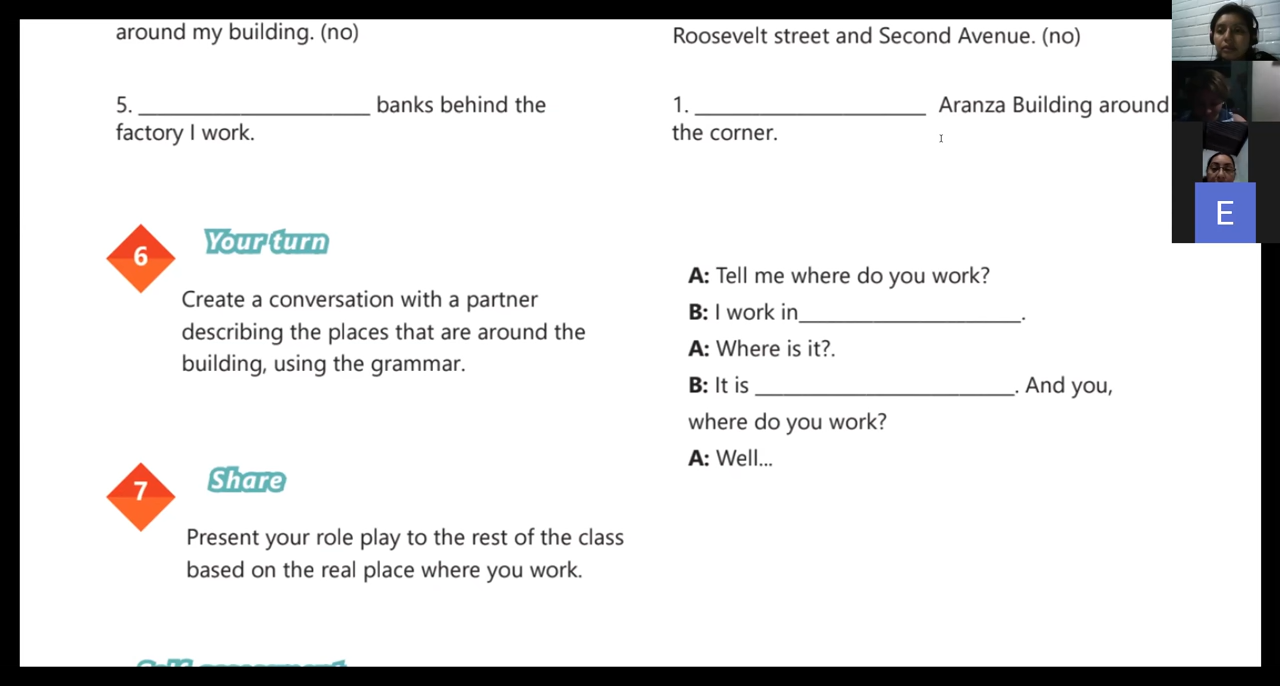 around my building. (no)
5. ____________________ banks behind the
factory I work.
Roosevelt street and Second Avenue. (no)
1. ____________________ Aranza Building around
the corner.
6 Your turn
Create a conversation with a partner
describing the places that are around the
building, using the grammar.
A: Tell me where do you work?
B: I work in____________________.
A: Where is it?.
B: It is ________________________. And you,
where do you work?
A: Well...
7 Share
Present your role play to the rest of the class
based on the real place where you work.
E